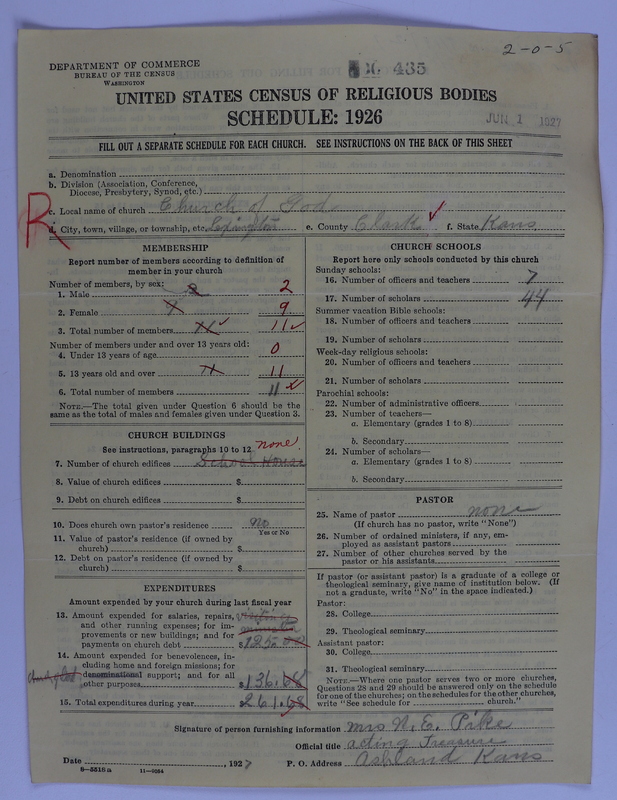 2-0-5
DEPARTMENT OF COMMERCE
BUREAU OF THE CENSUS
WASHINGTON
435
UNITED STATES CENSUS OF RELIGIOUS BODIES
SCHEDULE: 1926
JUN 1 1927
FILL OUT A SEPARATE SCHEDULE FOR EACH CHURCH. SEE INSTRUCTIONS ON THE BACK OF THIS SHEET
a. Denomination
b. Division (Association, Conference,
Diocese, Presbytery, Synod, etc.)
R
c. Local name of church Church of God
d. City, town, village, or township, etc. Lexington e. County Clark f. State Kans
MEMBERSHIP
Report number of members according to definition of
member in your church
Number of members, by sex:
1. Male 2
2. Female 9
3. Total number of members 11
Number of members under and over 13 years old:
4. Under 13 years of age 0
5. 13 years old and over 11
6. Total number of members 11
NOTE.—The total given under Question 6 should be
the same as the total of males and females given under Question 3.
CHURCH BUILDINGS
See instructions, paragraphs 10 to 12 none
7. Number of church edifices School House
8. Value of church edifices $
9. Debt on church edifices $
10. Does church own pastor's residence no
Yes or No
11. Value of pastor's residence (if owned by
church) $
12. Debt on pastor's residence (if owned by
church) $
EXPENDITURES
Amount expended by your church during last fiscal year
13. Amount expended for salaries, repairs,
and other running expenses; for im-
provements or new buildings; and for
payments on church debt $125.00
14. Amount expended for benevolences, in-
cluding home and foreign missions; for
denominational support; and for all
other purposes $136.68
15. Total expenditures during year $261.68
CHURCH SCHOOLS
Report here only schools conducted by this church
Sunday schools:
16. Number of officers and teachers 7
17. Number of scholars 44
Summer vacation Bible schools:
18. Number of officers and teachers
19. Number of scholars
Week-day religious schools:
20. Number of officers and teachers
21. Number of scholars
Parochial schools:
22. Number of administrative officers
23. Number of teachers—
a. Elementary (grades 1 to 8)
b. Secondary
24. Number of scholars—
a. Elementary (grades 1 to 8)
b. Secondary
PASTOR
25. Name of pastor none
(If church has no pastor, write "None")
26. Number of ordained ministers, if any, em-
ployed as assistant pastors
27. Number of other churches served by the
pastor or his assistants
If pastor (or assistant pastor) is a graduate of a college or
theological seminary, give name of institution below. (If
not a graduate, write "No" in the space indicated.)
Pastor:
28. College
29. Theological seminary
Assistant pastor:
30. College
31. Theological seminary
NOTE.—Where one pastor serves two or more churches,
Questions 28 and 29 should be answered only on the schedule
for one of the churches; on the schedules for the other churches,
write "See schedule for church."
Signature of person furnishing information Mrs N. E. Pike
Official title acting Treasure
Date , 1927 P. O. Address Ashland Kans
8-5518a 11-9054